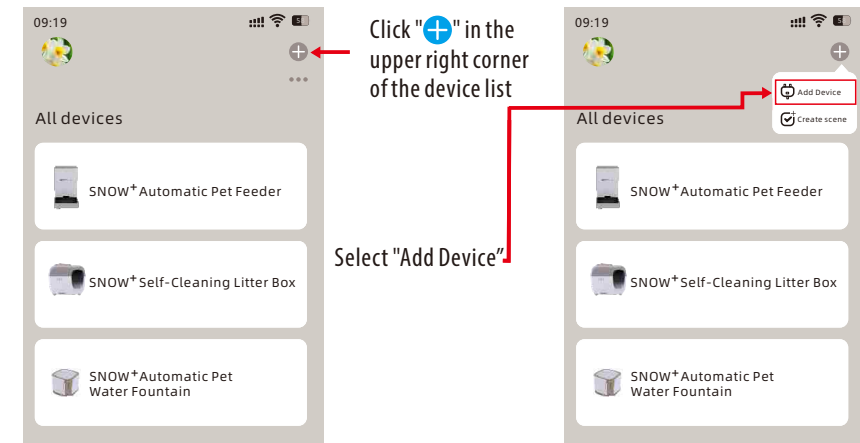 09:19
All devices
SNOW+Automatic Pet Feeder
SNOW+Self-Cleaning Litter Box
SNOW+Automatic Pet
Water Fountain
Click "+" in the
upper right corner
of the device list
Select "Add Device”
09:19
Add Device
Create scene
All devices
SNOW+Automatic Pet Feeder
SNOW+Self-Cleaning Litter Box
SNOW+Automatic Pet
Water Fountain